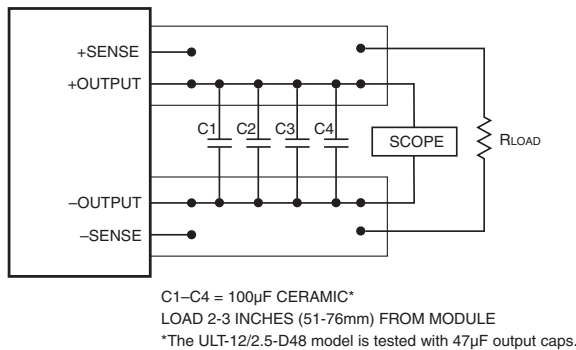 +SENSE
+OUTPUT
C1 C2 C3 C4
SCOPE
RLOAD
−OUTPUT
−SENSE
C1–C4 = 100µF CERAMIC*
LOAD 2-3 INCHES (51-76mm) FROM MODULE
*The ULT-12/2.5-D48 model is tested with 47µF output caps.